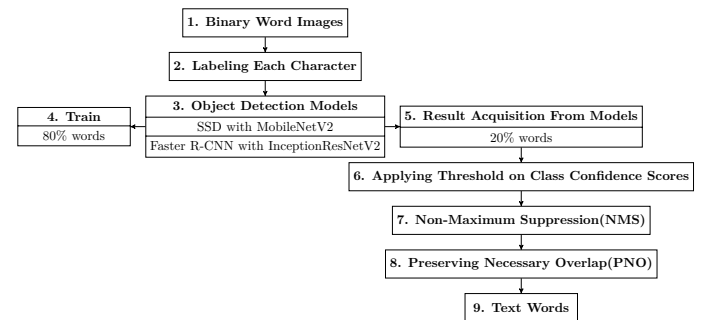 1. Binary Word Images
2. Labeling Each Character
3. Object Detection Models
SSD with MobileNetV2
Faster R-CNN with InceptionResNetV2
4. Train
80% words
5. Result Acquisition From Models
20% words
6. Applying Threshold on Class Confidence Scores
7. Non-Maximum Suppression(NMS)
8. Preserving Necessary Overlap(PNO)
9. Text Words